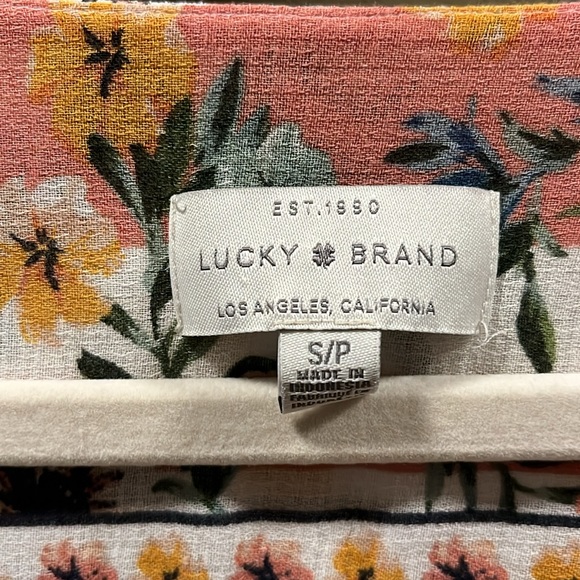 EST.1990
LUCKY BRAND
LOS ANGELES, CALIFORNIA
S/P
MADE IN
INDONESIA